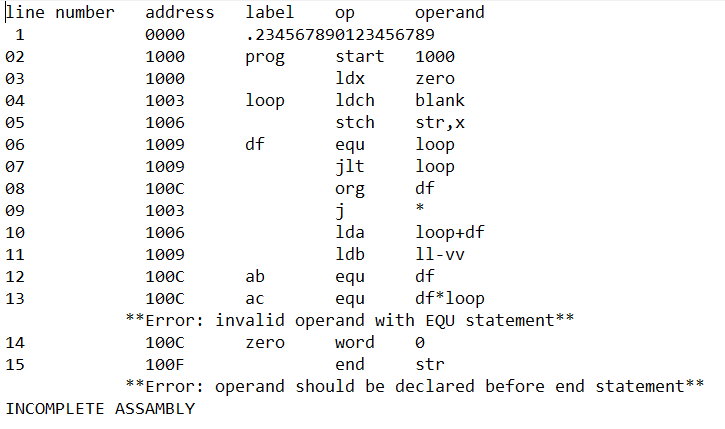 line number   address   label   op      operand
 1            0000      .234567890123456789
02            1000      prog     start   1000
03            1000               ldx     zero
04            1003      loop     ldch    blank
05            1006               stch    str,x
06            1009      df       equ     loop
07            1009               jlt     loop
08            100C               org     df
09            1003               j       *
10            1006               lda     loop+df
11            1009               ldb     ll-vv
12            100C      ab       equ     df
13            100C      ac       equ     df*loop
            **Error: invalid operand with EQU statement**
14            100C      zero     word    0
15            100F               end     str
            **Error: operand should be declared before end statement**
INCOMPLETE ASSAMBLY